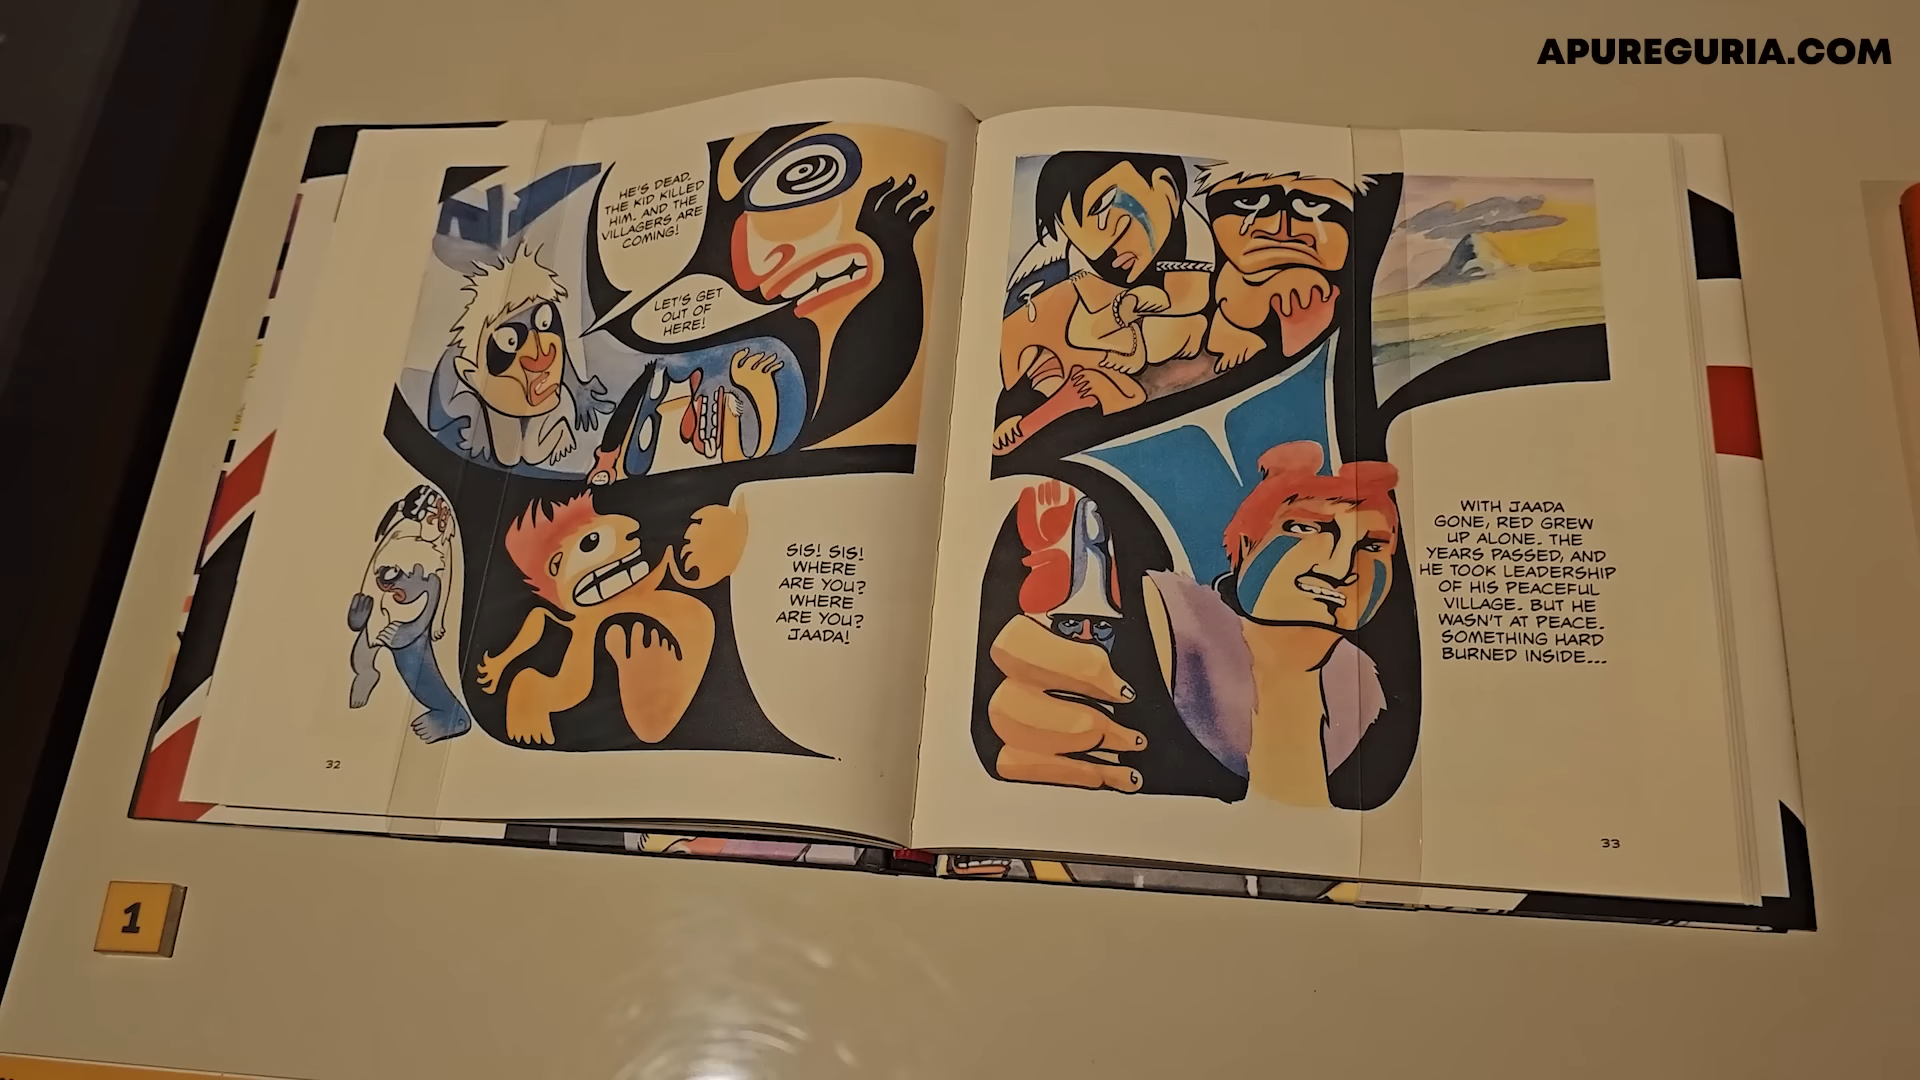 APUREGURIA.COM
HE'S DEAD.
THE KID KILLED
HIM. AND THE
VILLAGERS ARE
COMING!
LET'S GET
OUT OF
HERE!
SIS! SIS!
WHERE
ARE YOU?
WHERE
ARE YOU?
JAADA!
32
WITH JAADA
GONE, RED GREW
UP ALONE. THE
YEARS PASSED, AND
HE TOOK LEADERSHIP
OF HIS PEACEFUL
VILLAGE. BUT HE
WASN'T AT PEACE.
SOMETHING HARD
BURNED INSIDE...
33
1